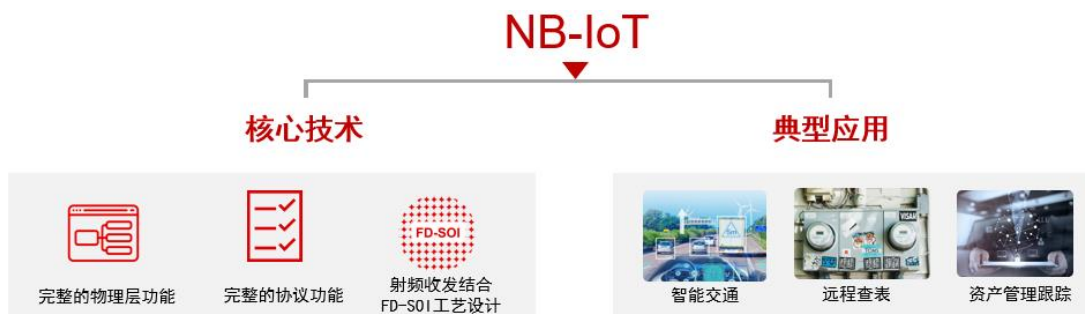 NB-IoT
核心技术
典型应用
FD-SOI
完整的物理层功能
完整的协议功能
射频收发结合
FD-SOI工艺设计
VISAR
智能交通
远程查表
资产管理跟踪